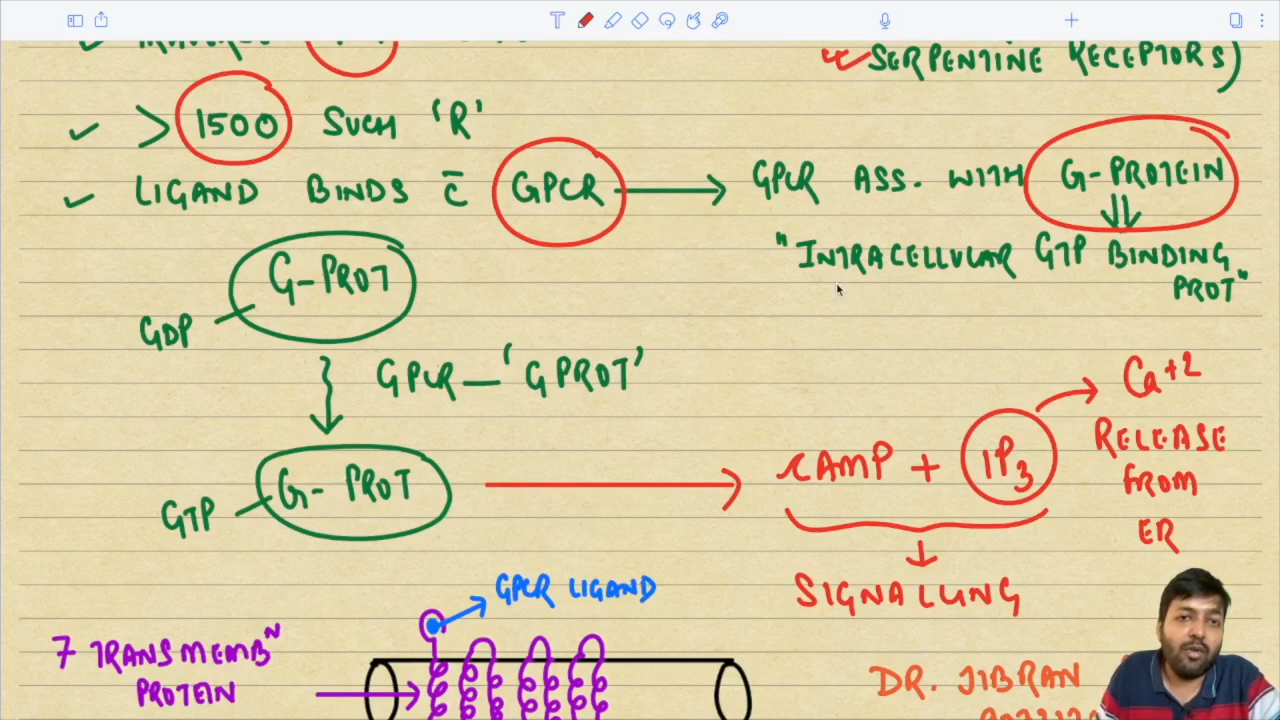 SERPENTINE RECEPTORS)
> 1500 SUCH 'R'
LIGAND BINDS c̄ GPCR → GPCR ASS. WITH G-PROTEIN
"INTRACELLULAR GTP BINDING
PROT"
G-PROT
GDP
GPCR — 'GPROT'
G-PROT
GTP
cAMP + IP3
Ca+2
RELEASE
FROM
ER
SIGNALLING
GPCR LIGAND
7 TRANSMEMBN
PROTEIN
DR. JIBRAN